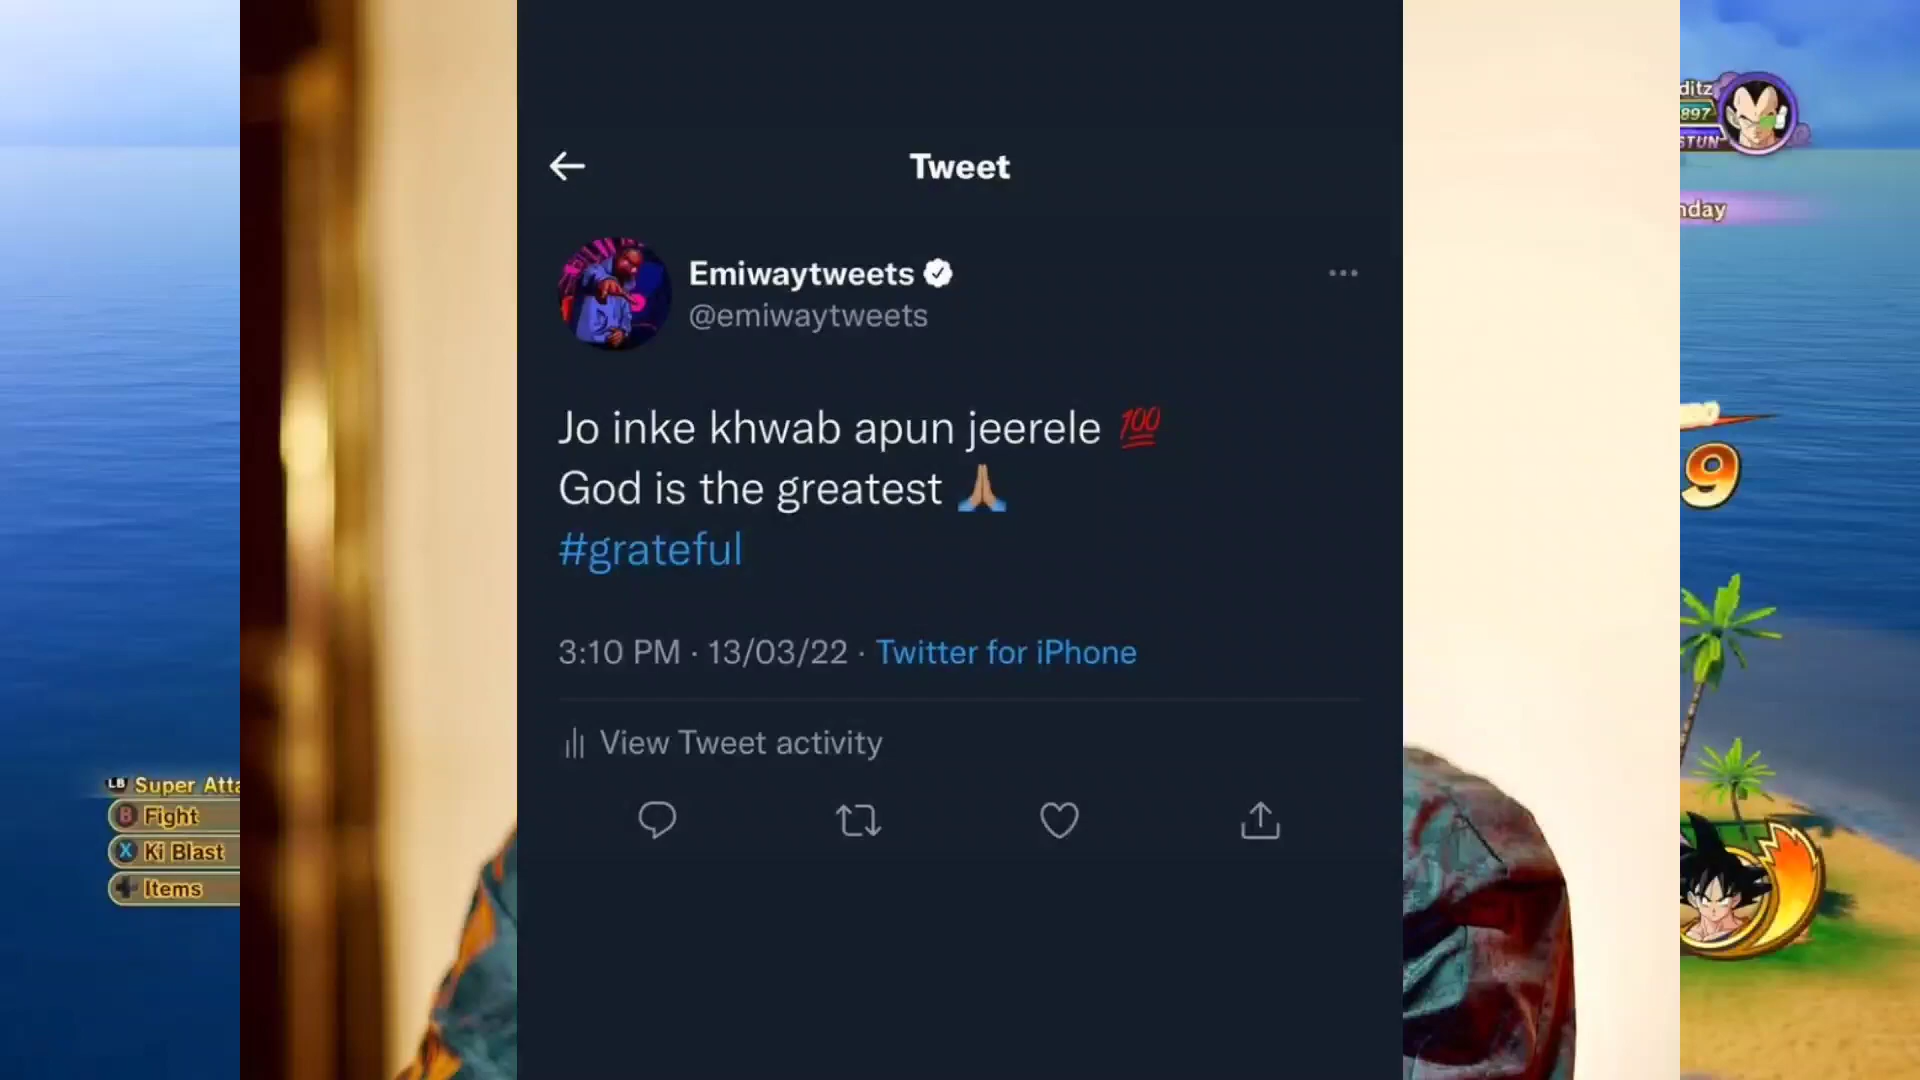 Tweet
Emiwaytweets
@emiwaytweets
Jo inke khwab apun jeerele 💯
God is the greatest 🙏🏽
#grateful
3:10 PM · 13/03/22 · Twitter for iPhone
View Tweet activity
LB Super Atta
B Fight
X Ki Blast
Items
ditz
897
STUN
nday
9